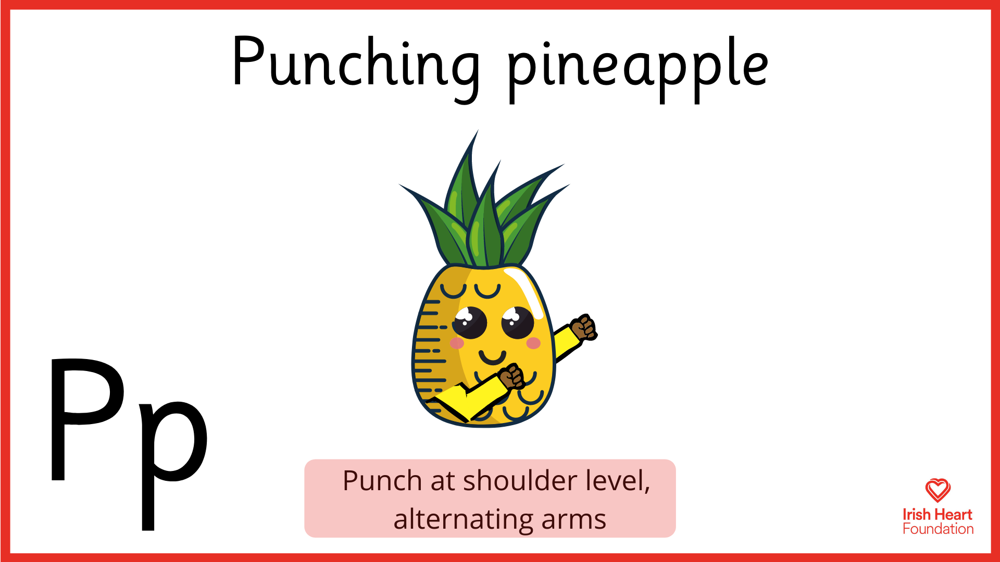 Punching pineapple
Pp
Punch at shoulder level,
alternating arms
Irish Heart
Foundation